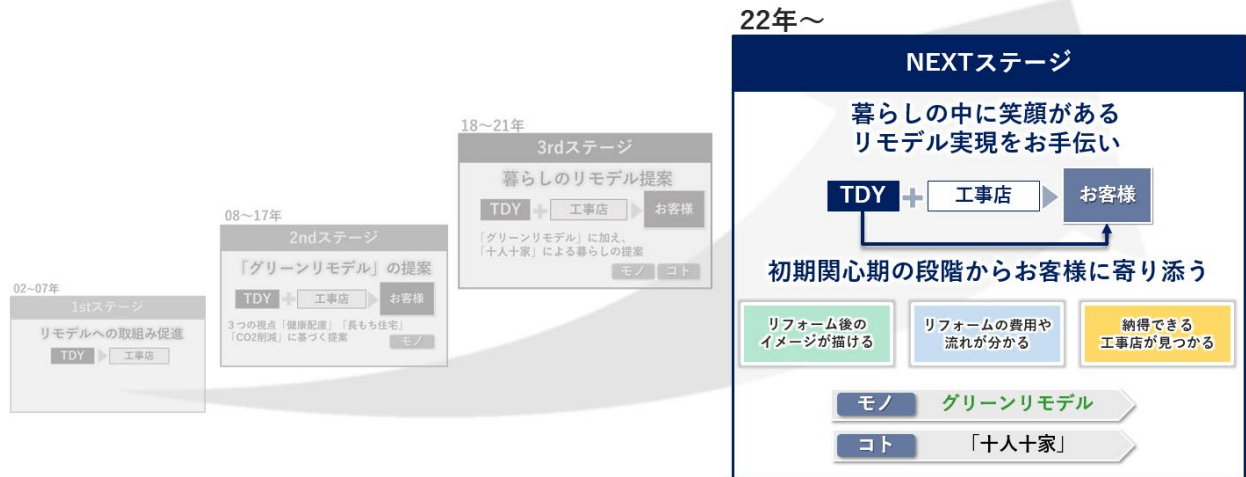 02~07年
1stステージ
リモデルへの取組み促進
TDY 工事店
08～17年
2ndステージ
「グリーンリモデル」の提案
TDY + 工事店 お客様
３つの視点「健康配慮」「長もち住宅」
「CO2削減」に基づく提案
モノ
18～21年
3rdステージ
暮らしのリモデル提案
TDY + 工事店 お客様
「グリーンリモデル」に加え、
「十人十家」による暮らしの提案
モノ コト
22年～
NEXTステージ
暮らしの中に笑顔がある
リモデル実現をお手伝い
TDY + 工事店 お客様
初期関心期の段階からお客様に寄り添う
リフォーム後の
イメージが描ける
リフォームの費用や
流れが分かる
納得できる
工事店が見つかる
モノ グリーンリモデル
コト 「十人十家」